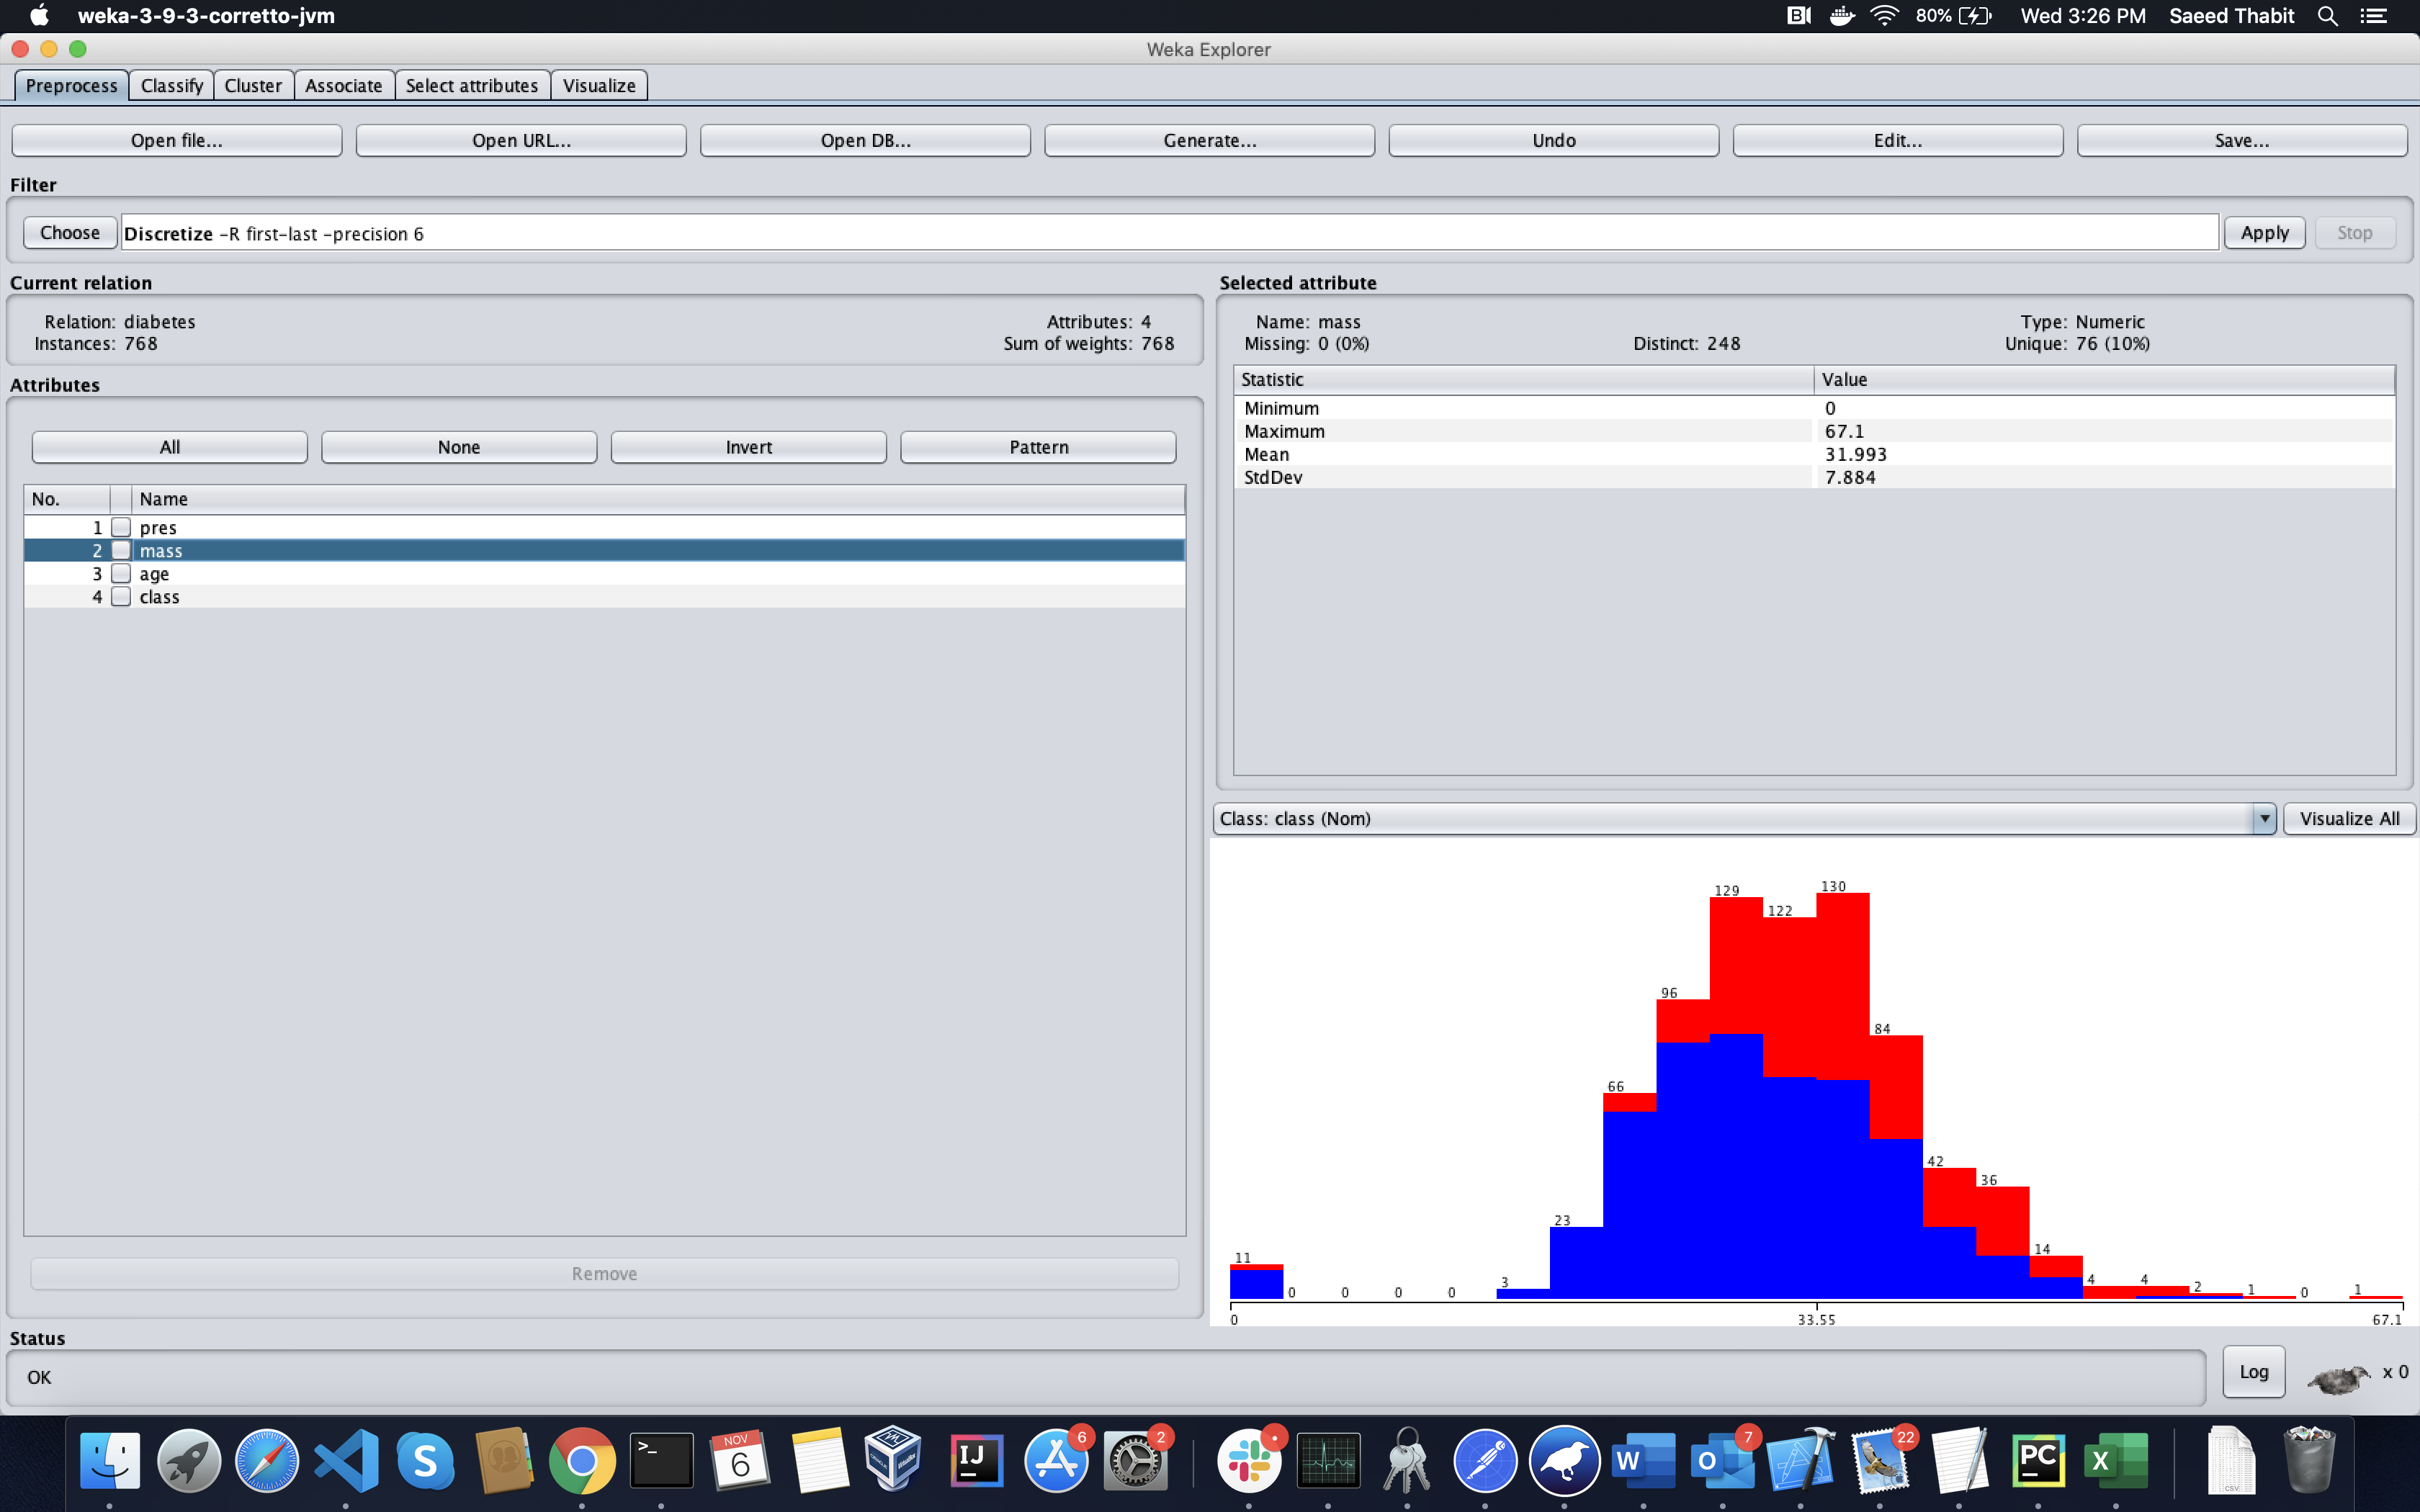 weka-3-9-3-corretto-jvm 80% Wed 3:26 PM Saeed Thabit
Weka Explorer
Preprocess Classify Cluster Associate Select attributes Visualize
Open file... Open URL... Open DB... Generate... Undo Edit... Save...
Filter
Choose Discretize -R first-last -precision 6 Apply Stop
Current relation
Relation: diabetes Attributes: 4
Instances: 768 Sum of weights: 768
Selected attribute
Name: mass Type: Numeric
Missing: 0 (0%) Distinct: 248 Unique: 76 (10%)
Statistic Value
Minimum 0
Maximum 67.1
Mean 31.993
StdDev 7.884
Attributes
All None Invert Pattern
No. Name
1 pres
2 mass
3 age
4 class
Remove
Class: class (Nom) Visualize All
11 0 0 0 0 3 23 66 96 129 122 130 84 42 36 14 4 4 2 1 0 1
0 33.55 67.1
Status
OK
Log x 0
NOV
6
S
>_
IJ
6
2
W
O
7
22
PC
X
CSV